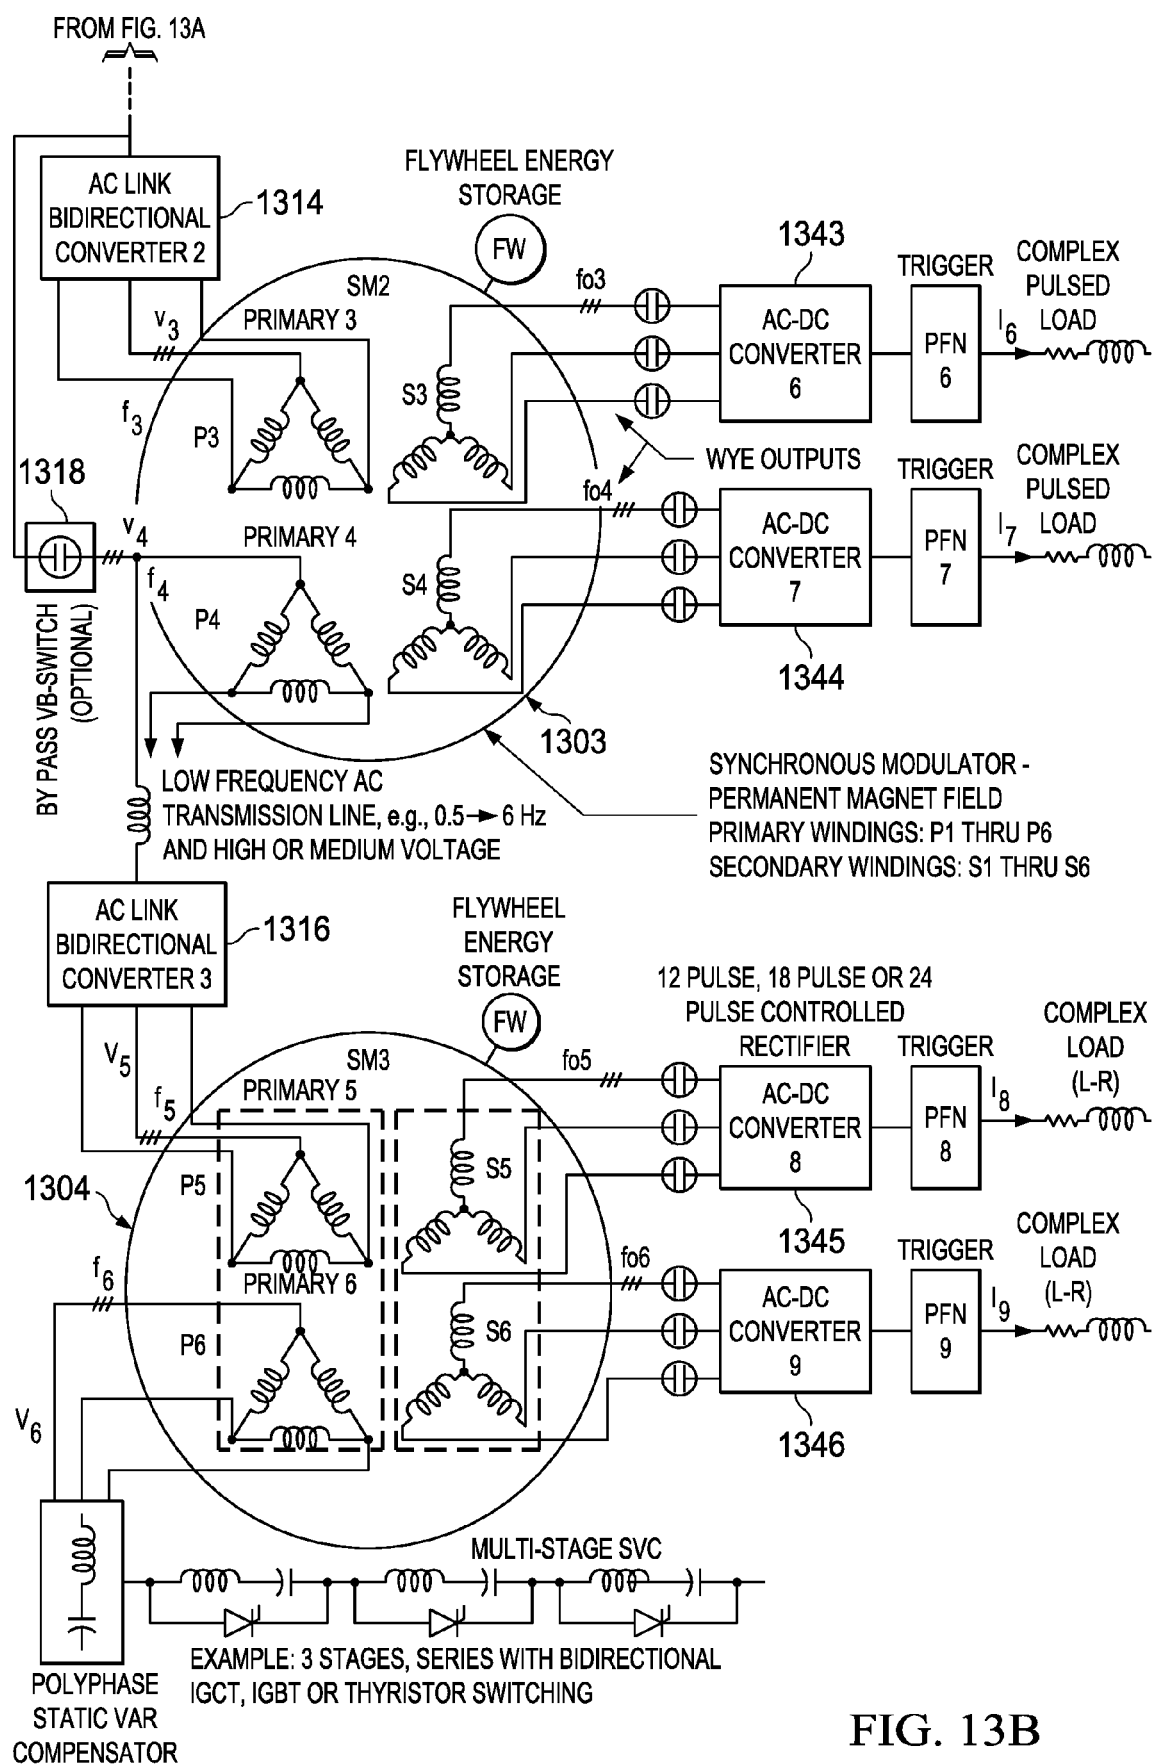 FROM FIG. 13A
AC LINK
BIDIRECTIONAL
CONVERTER 2
1314
FLYWHEEL ENERGY
STORAGE
FW
SM2
PRIMARY 3
v3
f3
P3
S3
fo3
1343
AC-DC
CONVERTER
6
TRIGGER
PFN
6
I6
COMPLEX
PULSED
LOAD
WYE OUTPUTS
1318
v4
f4
BY PASS VB-SWITCH
(OPTIONAL)
PRIMARY 4
P4
S4
fo4
AC-DC
CONVERTER
7
1344
TRIGGER
PFN
7
I7
COMPLEX
PULSED
LOAD
1303
LOW FREQUENCY AC
TRANSMISSION LINE, e.g., 0.5→ 6 Hz
AND HIGH OR MEDIUM VOLTAGE
SYNCHRONOUS MODULATOR -
PERMANENT MAGNET FIELD
PRIMARY WINDINGS: P1 THRU P6
SECONDARY WINDINGS: S1 THRU S6
AC LINK
BIDIRECTIONAL
CONVERTER 3
1316
FLYWHEEL
ENERGY
STORAGE
FW
12 PULSE, 18 PULSE OR 24
PULSE CONTROLLED
RECTIFIER
SM3
PRIMARY 5
V5
f5
P5
S5
fo5
AC-DC
CONVERTER
8
1345
TRIGGER
PFN
8
I8
COMPLEX
LOAD
(L-R)
1304
f6
PRIMARY 6
P6
S6
fo6
AC-DC
CONVERTER
9
1346
TRIGGER
PFN
9
I9
COMPLEX
LOAD
(L-R)
V6
MULTI-STAGE SVC
EXAMPLE: 3 STAGES, SERIES WITH BIDIRECTIONAL
IGCT, IGBT OR THYRISTOR SWITCHING
POLYPHASE
STATIC VAR
COMPENSATOR
FIG. 13B